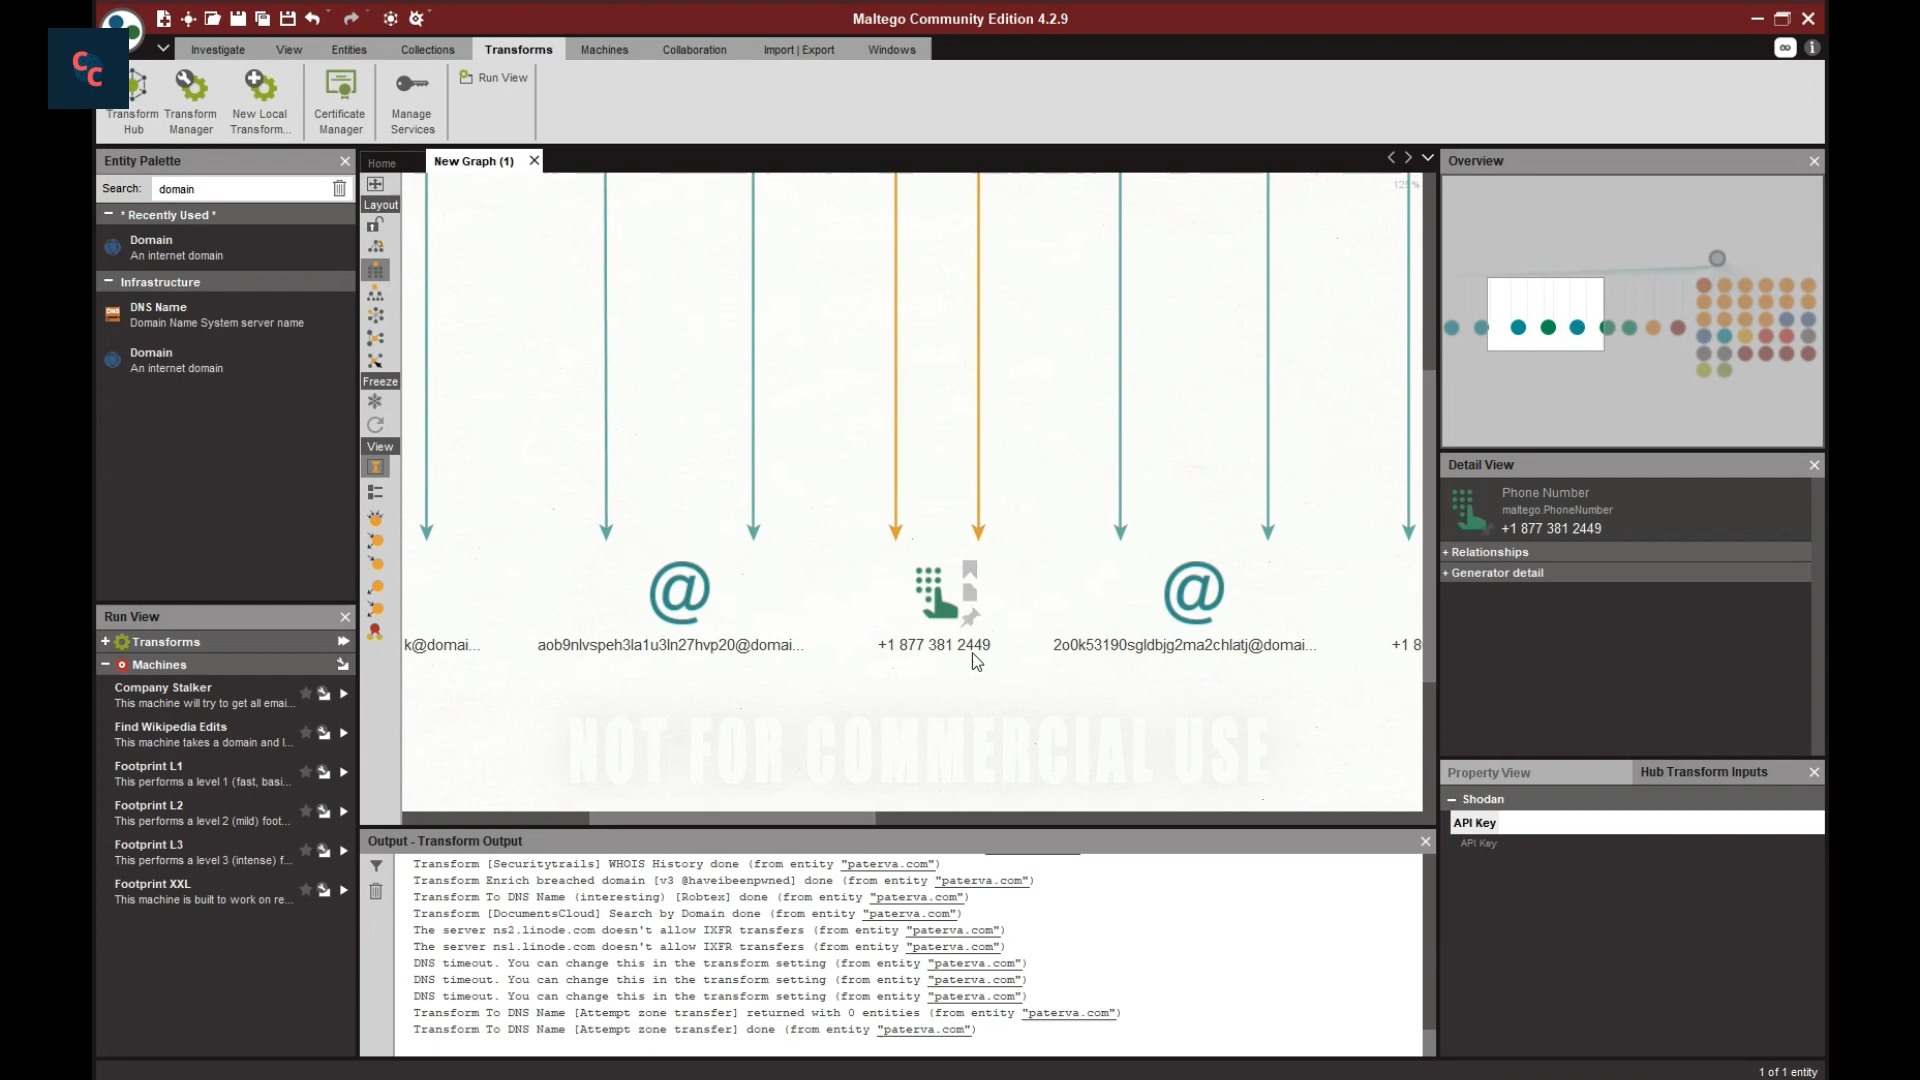 Maltego Community Edition 4.2.9
CC
Investigate View Entities Collections Transforms Machines Collaboration Import | Export Windows
Transform Hub
Transform Manager
New Local Transform...
Certificate Manager
Manage Services
Run View
Entity Palette
Search: domain
* Recently Used *
Domain
An internet domain
Infrastructure
DNS Name
Domain Name System server name
Domain
An internet domain
Run View
Transforms
Machines
Company Stalker
This machine will try to get all emai...
Find Wikipedia Edits
This machine takes a domain and l...
Footprint L1
This performs a level 1 (fast, basi...
Footprint L2
This performs a level 2 (mild) foot...
Footprint L3
This performs a level 3 (intense) f...
Footprint XXL
This machine is built to work on re...
Home
New Graph (1)
Layout
Freeze
View
125%
k@domai...
aob9nlvspeh3la1u3ln27hvp20@domai...
+1 877 381 2449
2o0k53190sgldbjg2ma2chlatj@domai...
+1 8
NOT FOR COMMERCIAL USE
Output - Transform Output
Transform [Securitytrails] WHOIS History done (from entity "paterva.com")
Transform Enrich breached domain [v3 @haveibeenpwned] done (from entity "paterva.com")
Transform To DNS Name (interesting) [Robtex] done (from entity "paterva.com")
Transform [DocumentsCloud] Search by Domain done (from entity "paterva.com")
The server ns2.linode.com doesn't allow IXFR transfers (from entity "paterva.com")
The server ns1.linode.com doesn't allow IXFR transfers (from entity "paterva.com")
DNS timeout. You can change this in the transform setting (from entity "paterva.com")
DNS timeout. You can change this in the transform setting (from entity "paterva.com")
DNS timeout. You can change this in the transform setting (from entity "paterva.com")
Transform To DNS Name [Attempt zone transfer] returned with 0 entities (from entity "paterva.com")
Transform To DNS Name [Attempt zone transfer] done (from entity "paterva.com")
Overview
Detail View
Phone Number
maltego.PhoneNumber
+1 877 381 2449
+ Relationships
+ Generator detail
Property View
Hub Transform Inputs
Shodan
API Key
API Key
1 of 1 entity